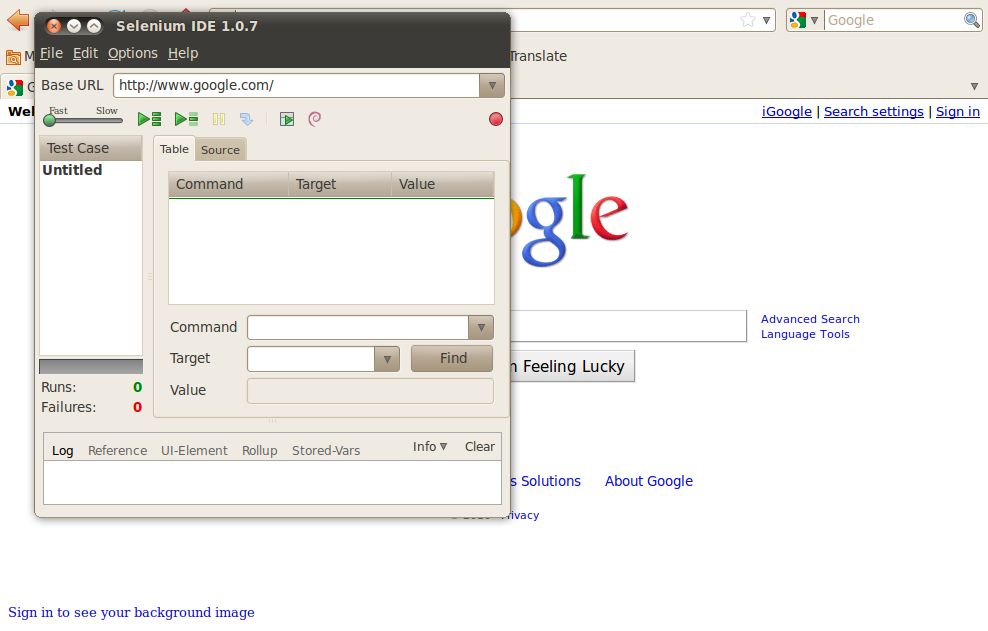 Selenium IDE 1.0.7
File Edit Options Help
Google
Translate
Base URL http://www.google.com/
Fast Slow
iGoogle | Search settings | Sign in
Test Case
Untitled
Table Source
Command Target Value
Command
Target Find
Value
Runs: 0
Failures: 0
Advanced Search
Language Tools
Feeling Lucky
Log Reference UI-Element Rollup Stored-Vars Info Clear
Solutions About Google
Sign in to see your background image